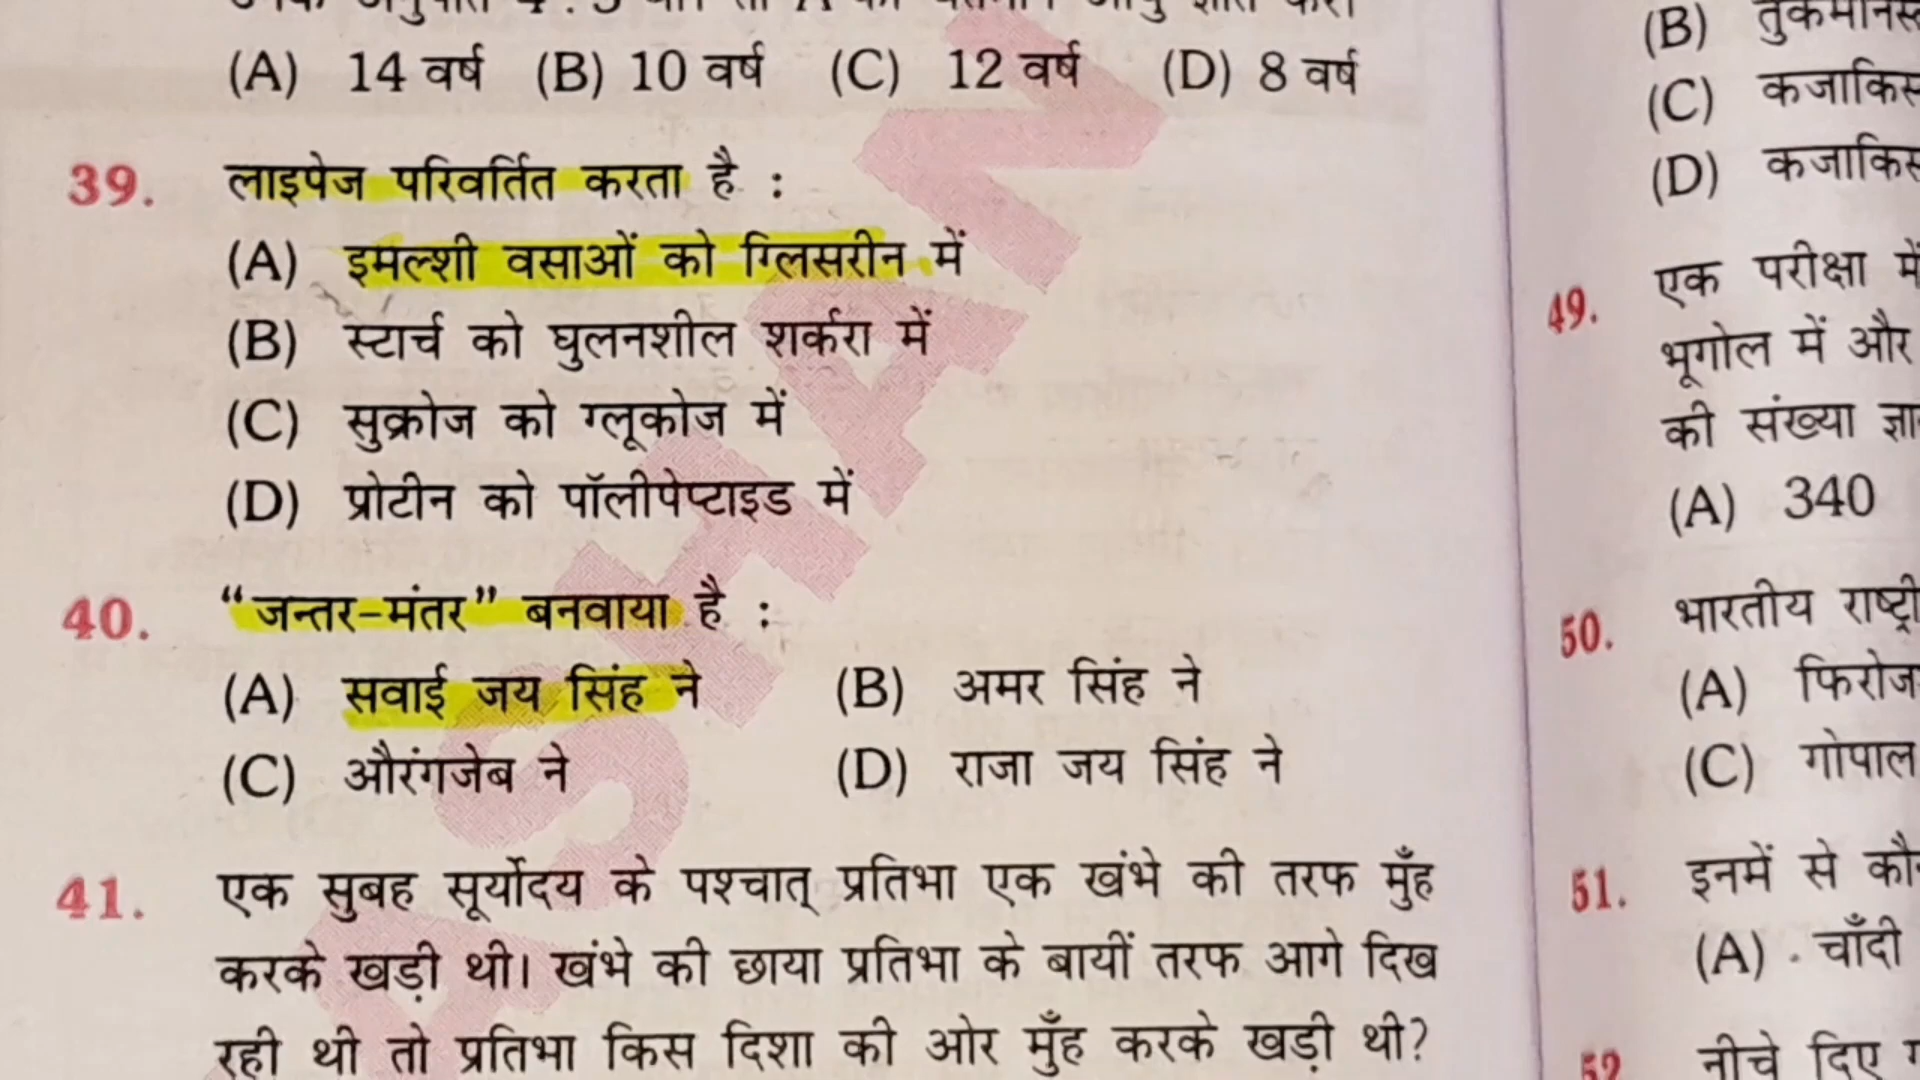 (A) 14 वर्ष (B) 10 वर्ष (C) 12 वर्ष (D) 8 वर्ष
39. लाइपेज परिवर्तित करता है :
(A) इमल्शी वसाओं को ग्लिसरीन में
(B) स्टार्च को घुलनशील शर्करा में
(C) सुक्रोज को ग्लूकोज में
(D) प्रोटीन को पॉलीपेप्टाइड में
40. “जन्तर-मंतर” बनवाया है :
(A) सवाई जय सिंह ने (B) अमर सिंह ने
(C) औरंगजेब ने (D) राजा जय सिंह ने
41. एक सुबह सूर्योदय के पश्चात् प्रतिभा एक खंभे की तरफ मुँह
करके खड़ी थी। खंभे की छाया प्रतिभा के बायीं तरफ आगे दिख
रही थी तो प्रतिभा किस दिशा की ओर मुँह करके खड़ी थी?
(B)
(C)
(D)
49. एक परीक्षा में
भूगोल में और
की संख्या
(A) 340
50. भारतीय
(A)
(C) गोपाल
51. इनमें से
(A) चाँदी
52 नीचे दिए